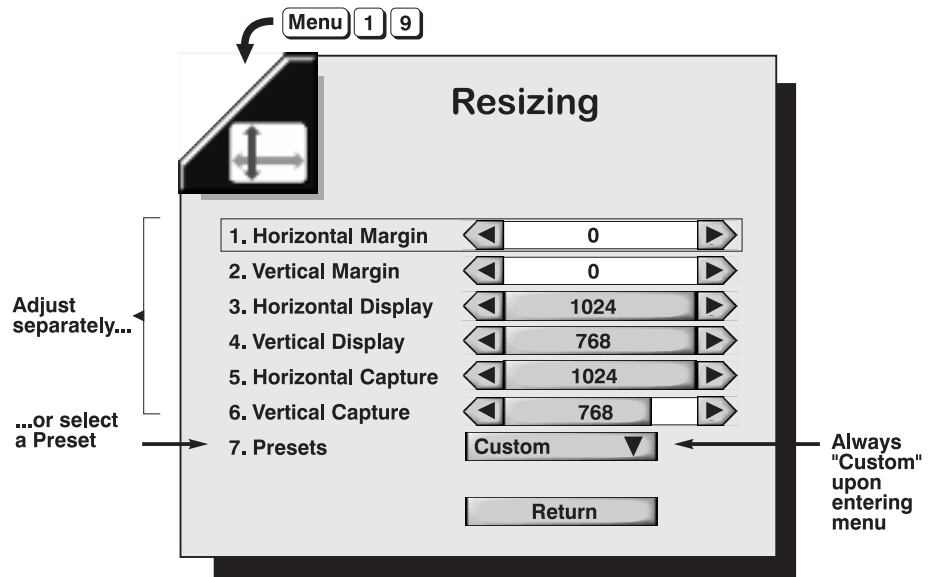 Menu 1 9
Resizing
1. Horizontal Margin 0
2. Vertical Margin 0
3. Horizontal Display 1024
4. Vertical Display 768
5. Horizontal Capture 1024
6. Vertical Capture 768
7. Presets Custom
Return
Adjust
separately...
...or select
a Preset
Always
"Custom"
upon
entering
menu